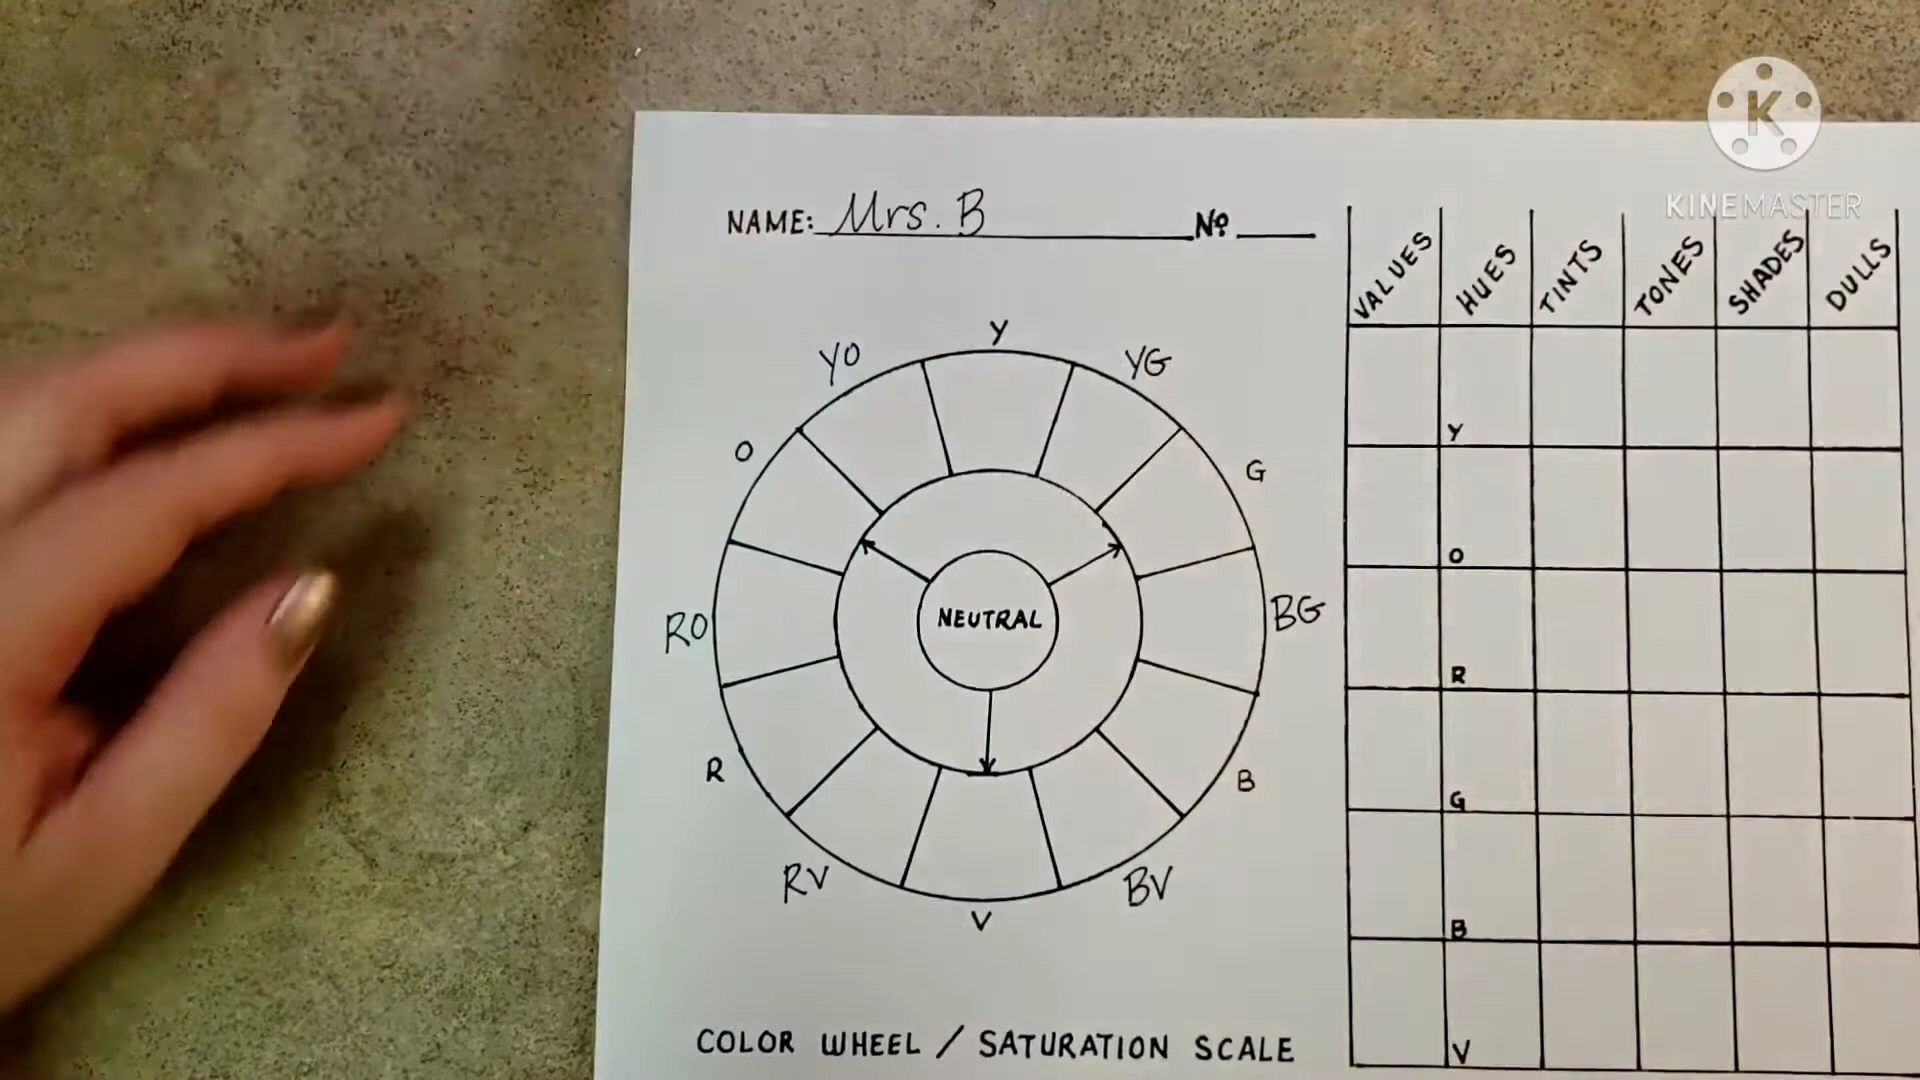 K
KINEMASTER
NAME: Mrs. B Nº
Y
YO YG
O G
RO BG
R B
RV BV
V
NEUTRAL
COLOR WHEEL / SATURATION SCALE
VALUES HUES TINTS TONES SHADES DULLS
Y
O
R
G
B
V